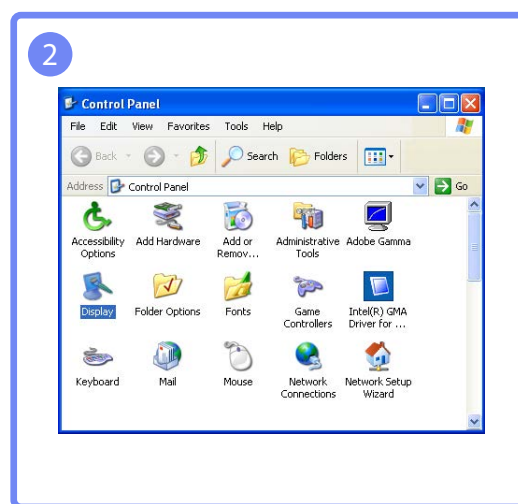 2
Control Panel
File Edit View Favorites Tools Help
Back Search Folders
Address Control Panel Go
Accessibility Options Add Hardware Add or Remov... Administrative Tools Adobe Gamma
Display Folder Options Fonts Game Controllers Intel(R) GMA Driver for ...
Keyboard Mail Mouse Network Connections Network Setup Wizard